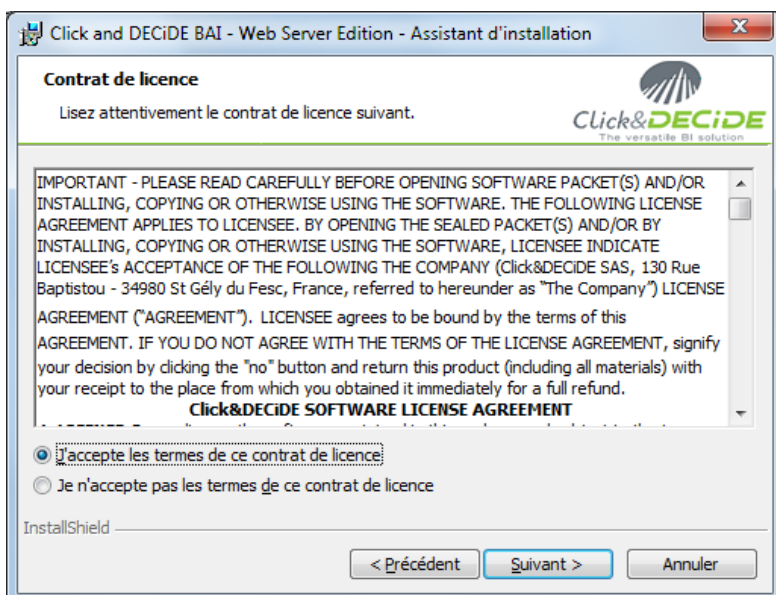 Click and DECiDE BAI - Web Server Edition - Assistant d'installation
Contrat de licence
Lisez attentivement le contrat de licence suivant.
Click&DECiDE
The versatile BI solution
IMPORTANT - PLEASE READ CAREFULLY BEFORE OPENING SOFTWARE PACKET(S) AND/OR
INSTALLING, COPYING OR OTHERWISE USING THE SOFTWARE. THE FOLLOWING LICENSE
AGREEMENT APPLIES TO LICENSEE. BY OPENING THE SEALED PACKET(S) AND/OR BY
INSTALLING, COPYING OR OTHERWISE USING THE SOFTWARE, LICENSEE INDICATE
LICENSEE's ACCEPTANCE OF THE FOLLOWING THE COMPANY (Click&DECiDE SAS, 130 Rue
Baptistou - 34980 St Gély du Fesc, France, referred to hereunder as "The Company") LICENSE
AGREEMENT ("AGREEMENT"). LICENSEE agrees to be bound by the terms of this
AGREEMENT. IF YOU DO NOT AGREE WITH THE TERMS OF THE LICENSE AGREEMENT, signify
your decision by clicking the "no" button and return this product (including all materials) with
your receipt to the place from which you obtained it immediately for a full refund.
Click&DECiDE SOFTWARE LICENSE AGREEMENT
J'accepte les termes de ce contrat de licence
Je n'accepte pas les termes de ce contrat de licence
InstallShield
< Précédent
Suivant >
Annuler